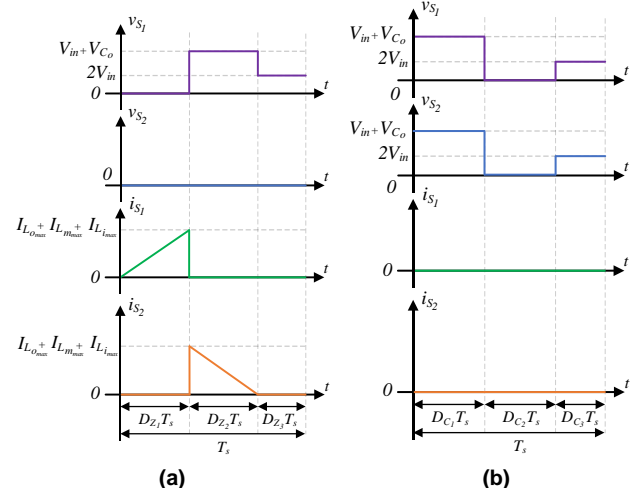 v_{S_1}
V_{in}+V_{C_o}
2V_{in}
0
t
v_{S_2}
0
t
i_{S_1}
I_{L_{o_{max}}}+I_{L_{m_{max}}}+I_{L_{i_{max}}}
0
t
i_{S_2}
I_{L_{o_{max}}}+I_{L_{m_{max}}}+I_{L_{i_{max}}}
0
t
D_{Z_1}T_s D_{Z_2}T_s D_{Z_3}T_s
T_s
(a)
v_{S_1}
V_{in}+V_{C_o}
2V_{in}
0
t
v_{S_2}
V_{in}+V_{C_o}
2V_{in}
0
t
i_{S_1}
0
t
i_{S_2}
0
t
D_{C_1}T_s D_{C_2}T_s D_{C_3}T_s
T_s
(b)